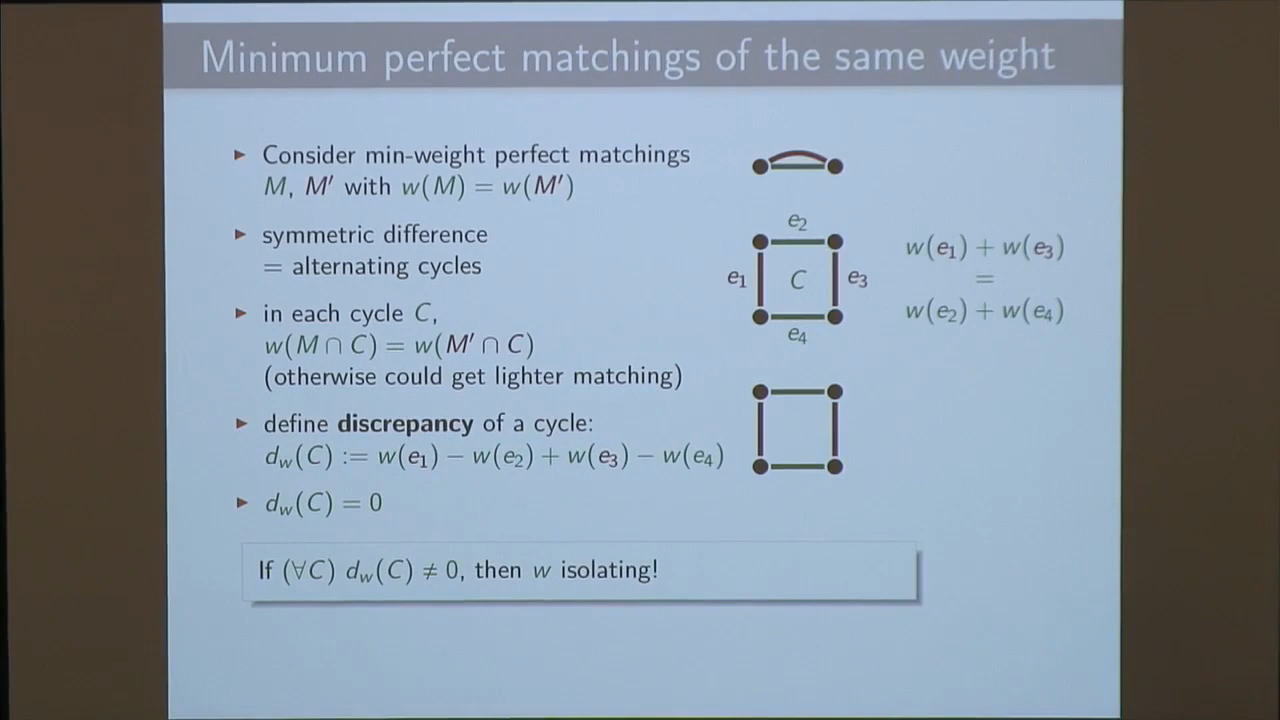 Minimum perfect matchings of the same weight
▶ Consider min-weight perfect matchings
M, M′ with w(M) = w(M′)
▶ symmetric difference
= alternating cycles
▶ in each cycle C,
w(M ∩ C) = w(M′ ∩ C)
(otherwise could get lighter matching)
▶ define discrepancy of a cycle:
d_w(C) := w(e₁) − w(e₂) + w(e₃) − w(e₄)
▶ d_w(C) = 0
If (∀C) d_w(C) ≠ 0, then w isolating!
e₂
e₁
C
e₃
e₄
w(e₁) + w(e₃)
=
w(e₂) + w(e₄)